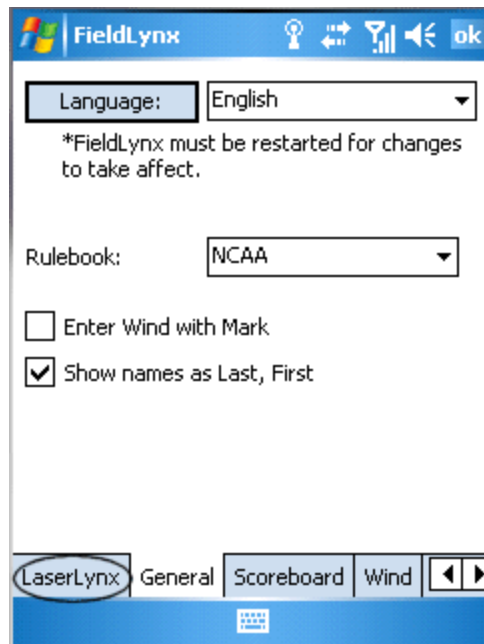 FieldLynx ok
Language: English
*FieldLynx must be restarted for changes
to take affect.
Rulebook: NCAA
Enter Wind with Mark
Show names as Last, First
LaserLynx General Scoreboard Wind